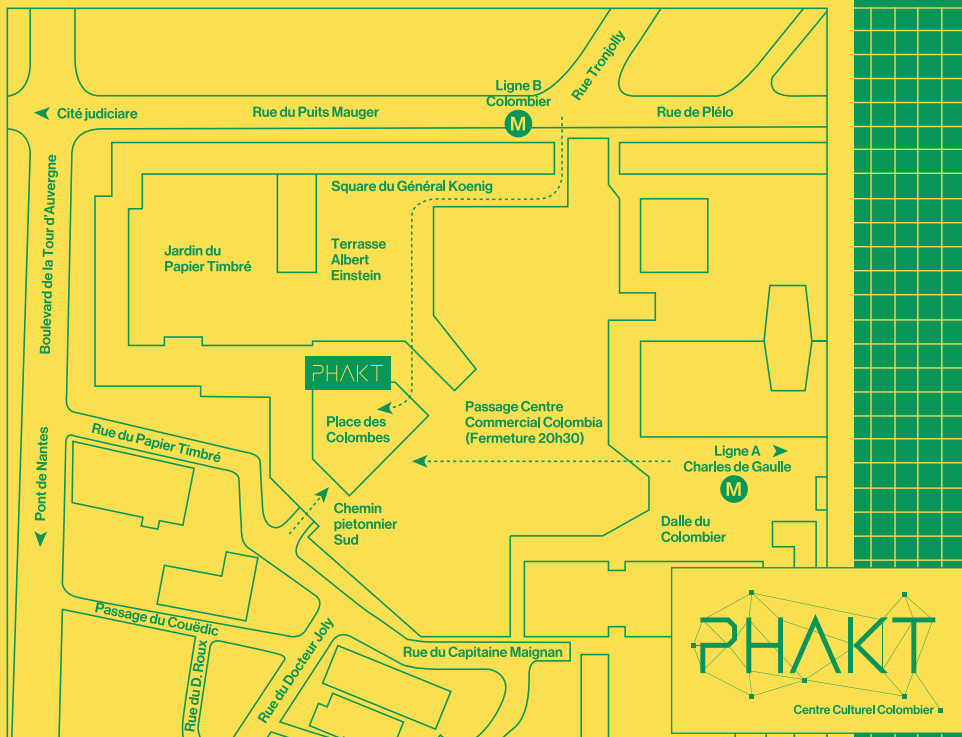 Ligne B
Colombier
M
Rue Tronjolly
Cité judiciare
Rue du Puits Mauger
Rue de Plélo
Boulevard de la Tour d'Auvergne
Square du Général Koenig
Jardin du
Papier Timbré
Terrasse
Albert
Einstein
PHAKT
Place des
Colombes
Passage Centre
Commercial Colombia
(Fermeture 20h30)
Rue du Papier Timbré
Pont de Nantes
Ligne A
Charles de Gaulle
M
Chemin
pietonnier
Sud
Dalle du
Colombier
Passage du Couëdic
Rue du D. Roux
Rue du Docteur Joly
Rue du Capitaine Maignan
PHAKT
Centre Culturel Colombier